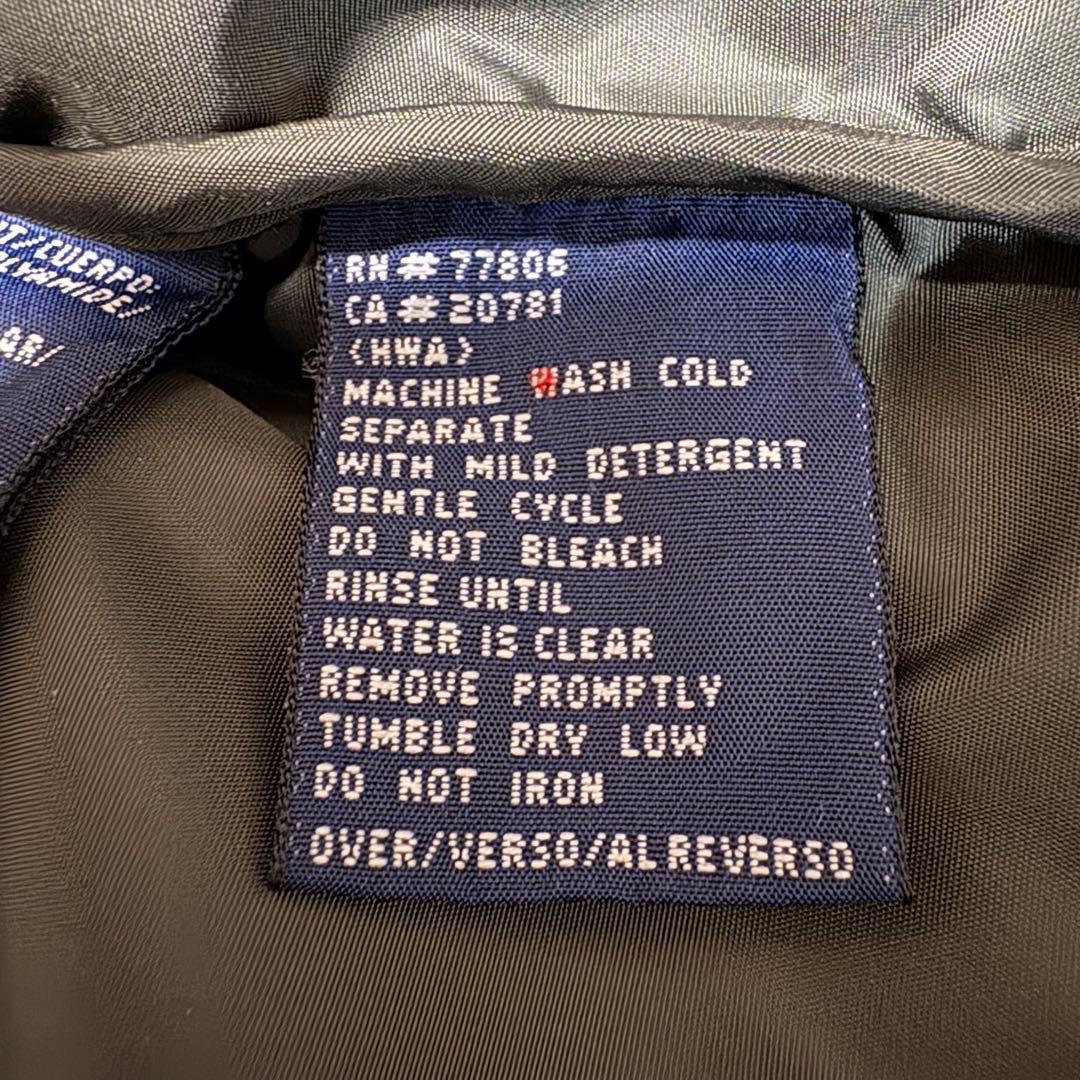 CUERPO:
RN # 77806
CA # 20781
(HWA)
MACHINE WASH COLD
SEPARATE
WITH MILD DETERGENT
GENTLE CYCLE
DO NOT BLEACH
RINSE UNTIL
WATER IS CLEAR
REMOVE PROMPTLY
TUMBLE DRY LOW
DO NOT IRON
OVER/VERSO/AL REVERSO